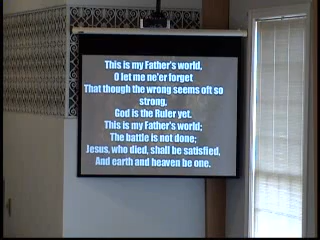 This is my Father's world,
O let me ne'er forget
That though the wrong seems oft so
strong,
God is the Ruler yet.
This is my Father's world;
The battle is not done;
Jesus, who died, shall be satisfied,
And earth and heaven be one.